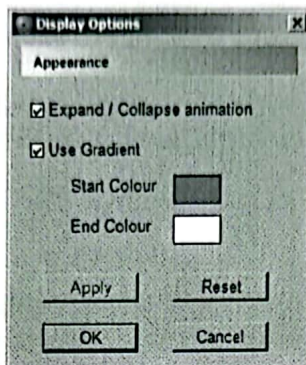 Display Options
Appearance
Expand / Collapse animation
Use Gradient
Start Colour
End Colour
Apply Reset
OK Cancel